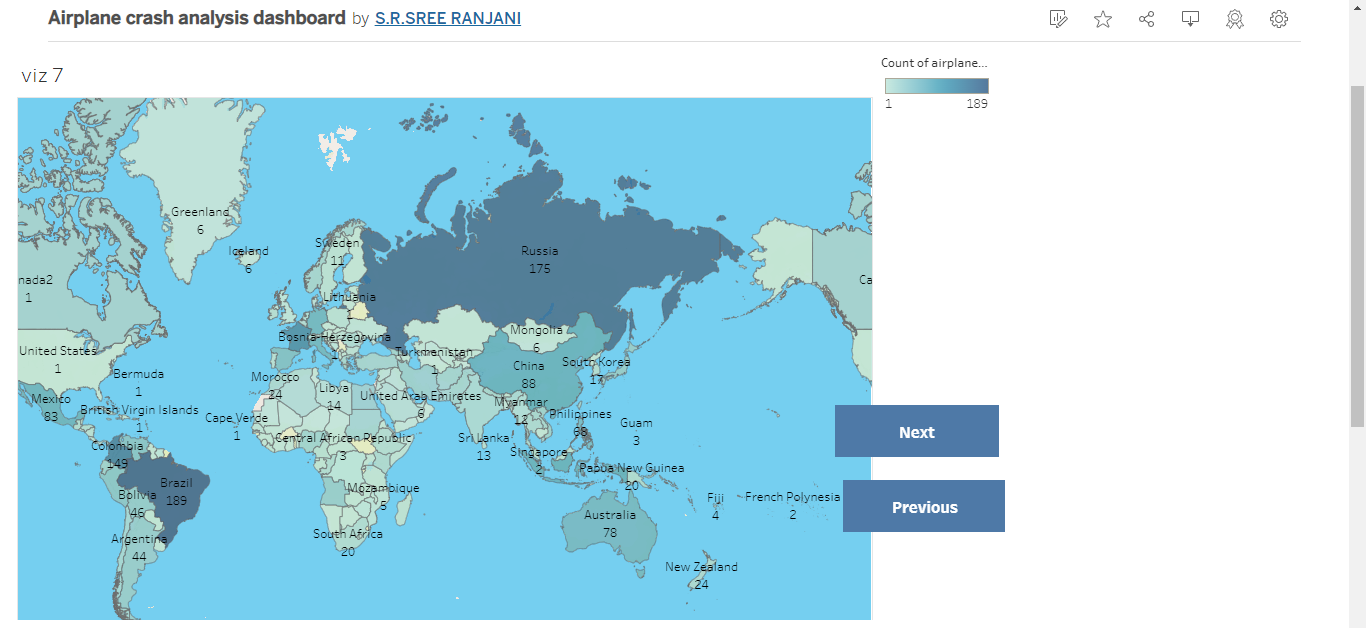 Airplane crash analysis dashboard by S.R.SREE RANJANI
viz 7
Count of airplane...
1 189
Greenland
6
Iceland
6
Sweden
11
Russia
175
nada2
1
Ca
Lithuania
1
Bosnia-Herzegovina
1
Mongolia
6
United States
1
Turkmenistan
1
China
88
South Korea
17
Bermuda
1
Morocco
24
Libya
14
United Arab Emirates
6
Mexico
83
British Virgin Islands
1
Cape Verde
1
Myanmar
12
Philippines
68
Guam
3
Central African Republic
3
Sri Lanka
13
Colombia
149
Singapore
2
Papua New Guinea
20
Brazil
189
Bolivia
46
Mozambique
5
Fiji
4
French Polynesia
2
Australia
78
South Africa
20
Argentina
44
New Zealand
24
Next
Previous